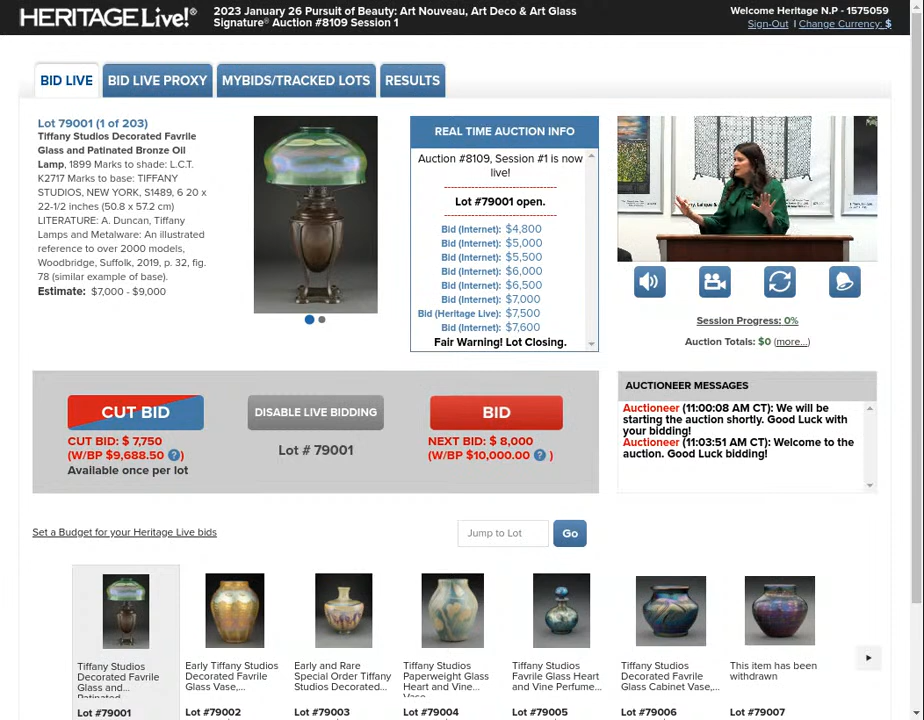 HERITAGE Live!®
2023 January 26 Pursuit of Beauty: Art Nouveau, Art Deco & Art Glass
Signature® Auction #8109 Session 1
Welcome Heritage N.P - 1575059
Sign-Out | Change Currency: $
BID LIVE
BID LIVE PROXY
MYBIDS/TRACKED LOTS
RESULTS
Lot 79001 (1 of 203)
Tiffany Studios Decorated Favrile
Glass and Patinated Bronze Oil
Lamp, 1899 Marks to shade: L.C.T.
K2717 Marks to base: TIFFANY
STUDIOS, NEW YORK, S1489, 6 20 x
22-1/2 inches (50.8 x 57.2 cm)
LITERATURE: A. Duncan, Tiffany
Lamps and Metalware: An illustrated
reference to over 2000 models,
Woodbridge, Suffolk, 2019, p. 32, fig.
78 (similar example of base).
Estimate: $7,000 - $9,000
REAL TIME AUCTION INFO
Auction #8109, Session #1 is now
live!
------------------------------
Lot #79001 open.
------------------------------
Bid (Internet): $4,800
Bid (Internet): $5,000
Bid (Internet): $5,500
Bid (Internet): $6,000
Bid (Internet): $6,500
Bid (Internet): $7,000
Bid (Heritage Live): $7,500
Bid (Internet): $7,600
Fair Warning! Lot Closing.
Session Progress: 0%
Auction Totals: $0 (more...)
CUT BID
CUT BID: $ 7,750
(W/BP $9,688.50 ?)
Available once per lot
DISABLE LIVE BIDDING
Lot # 79001
BID
NEXT BID: $ 8,000
(W/BP $10,000.00 ? )
AUCTIONEER MESSAGES
Auctioneer (11:00:08 AM CT): We will be
starting the auction shortly. Good Luck with
your bidding!
Auctioneer (11:03:51 AM CT): Welcome to the
auction. Good Luck bidding!
Set a Budget for your Heritage Live bids
Jump to Lot
Go
Tiffany Studios
Decorated Favrile
Glass and...
Patinated
Lot #79001
Early Tiffany Studios
Decorated Favrile
Glass Vase,...
Lot #79002
Early and Rare
Special Order Tiffany
Studios Decorated...
Lot #79003
Tiffany Studios
Paperweight Glass
Heart and Vine...
Vase
Lot #79004
Tiffany Studios
Favrile Glass Heart
and Vine Perfume...
Lot #79005
Tiffany Studios
Decorated Favrile
Glass Cabinet Vase,...
Lot #79006
This item has been
withdrawn
Lot #79007